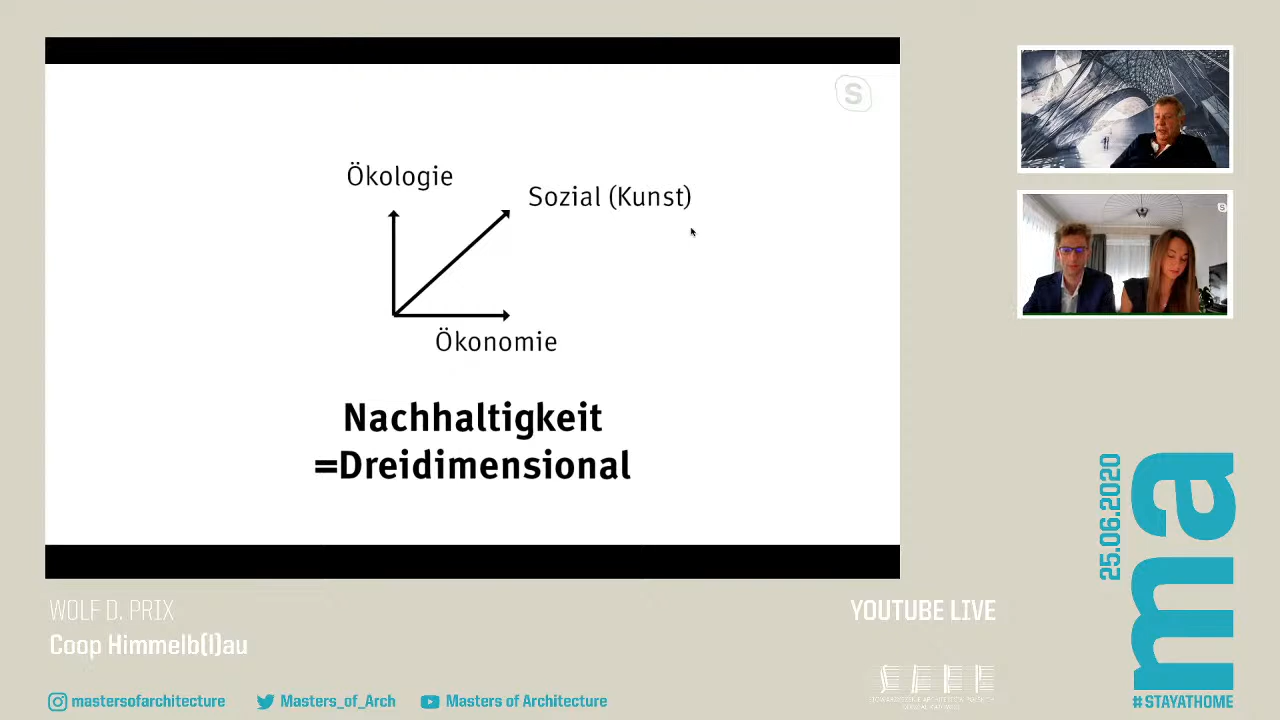 S
Ökologie
Sozial (Kunst)
Ökonomie
Nachhaltigkeit
=Dreidimensional
WOLF D. PRIX
Coop Himmelb(l)au
YOUTUBE LIVE
mastersofarchitecture
Masters_of_Arch
Masters of Architecture
25.06.2020
ma
#STAYATHOME